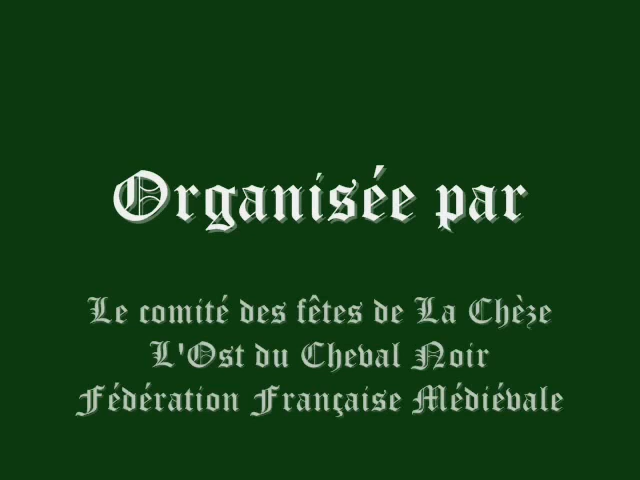 Organisée par
Le comité des fêtes de La Chèze
L'Ost du Cheval Noir
Fédération Française Médiévale